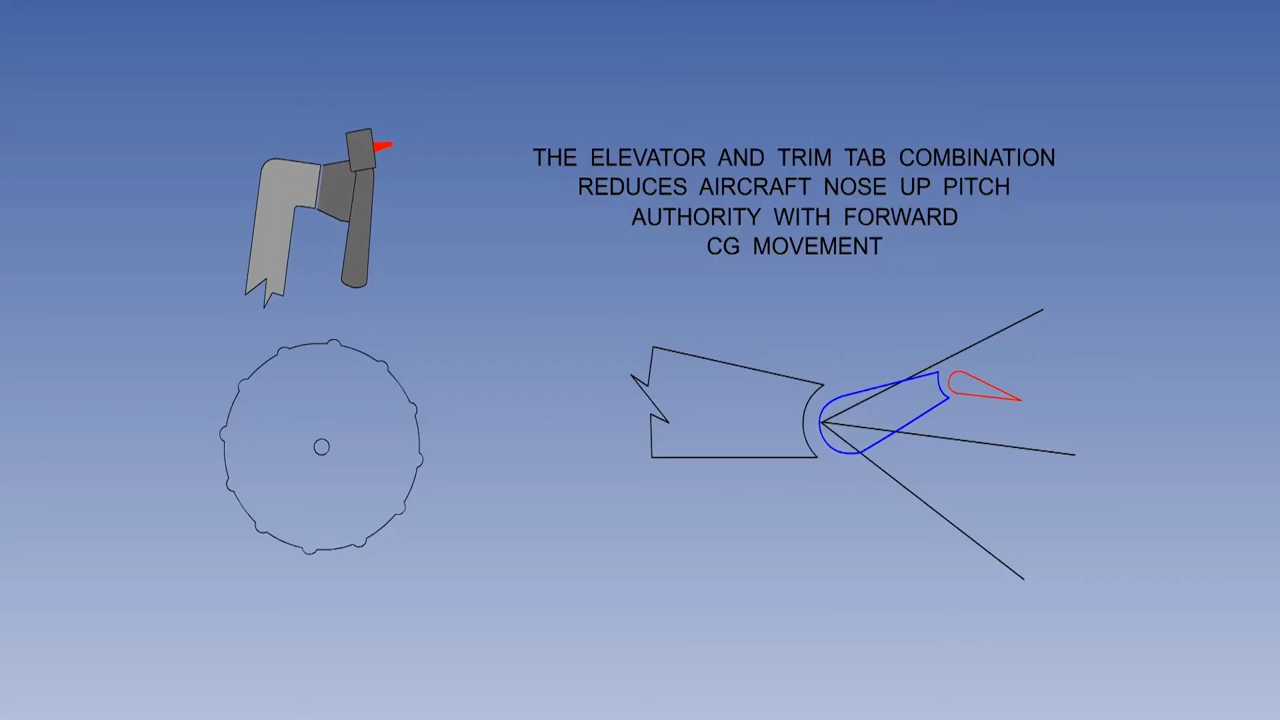 THE ELEVATOR AND TRIM TAB COMBINATION
REDUCES AIRCRAFT NOSE UP PITCH
AUTHORITY WITH FORWARD
CG MOVEMENT